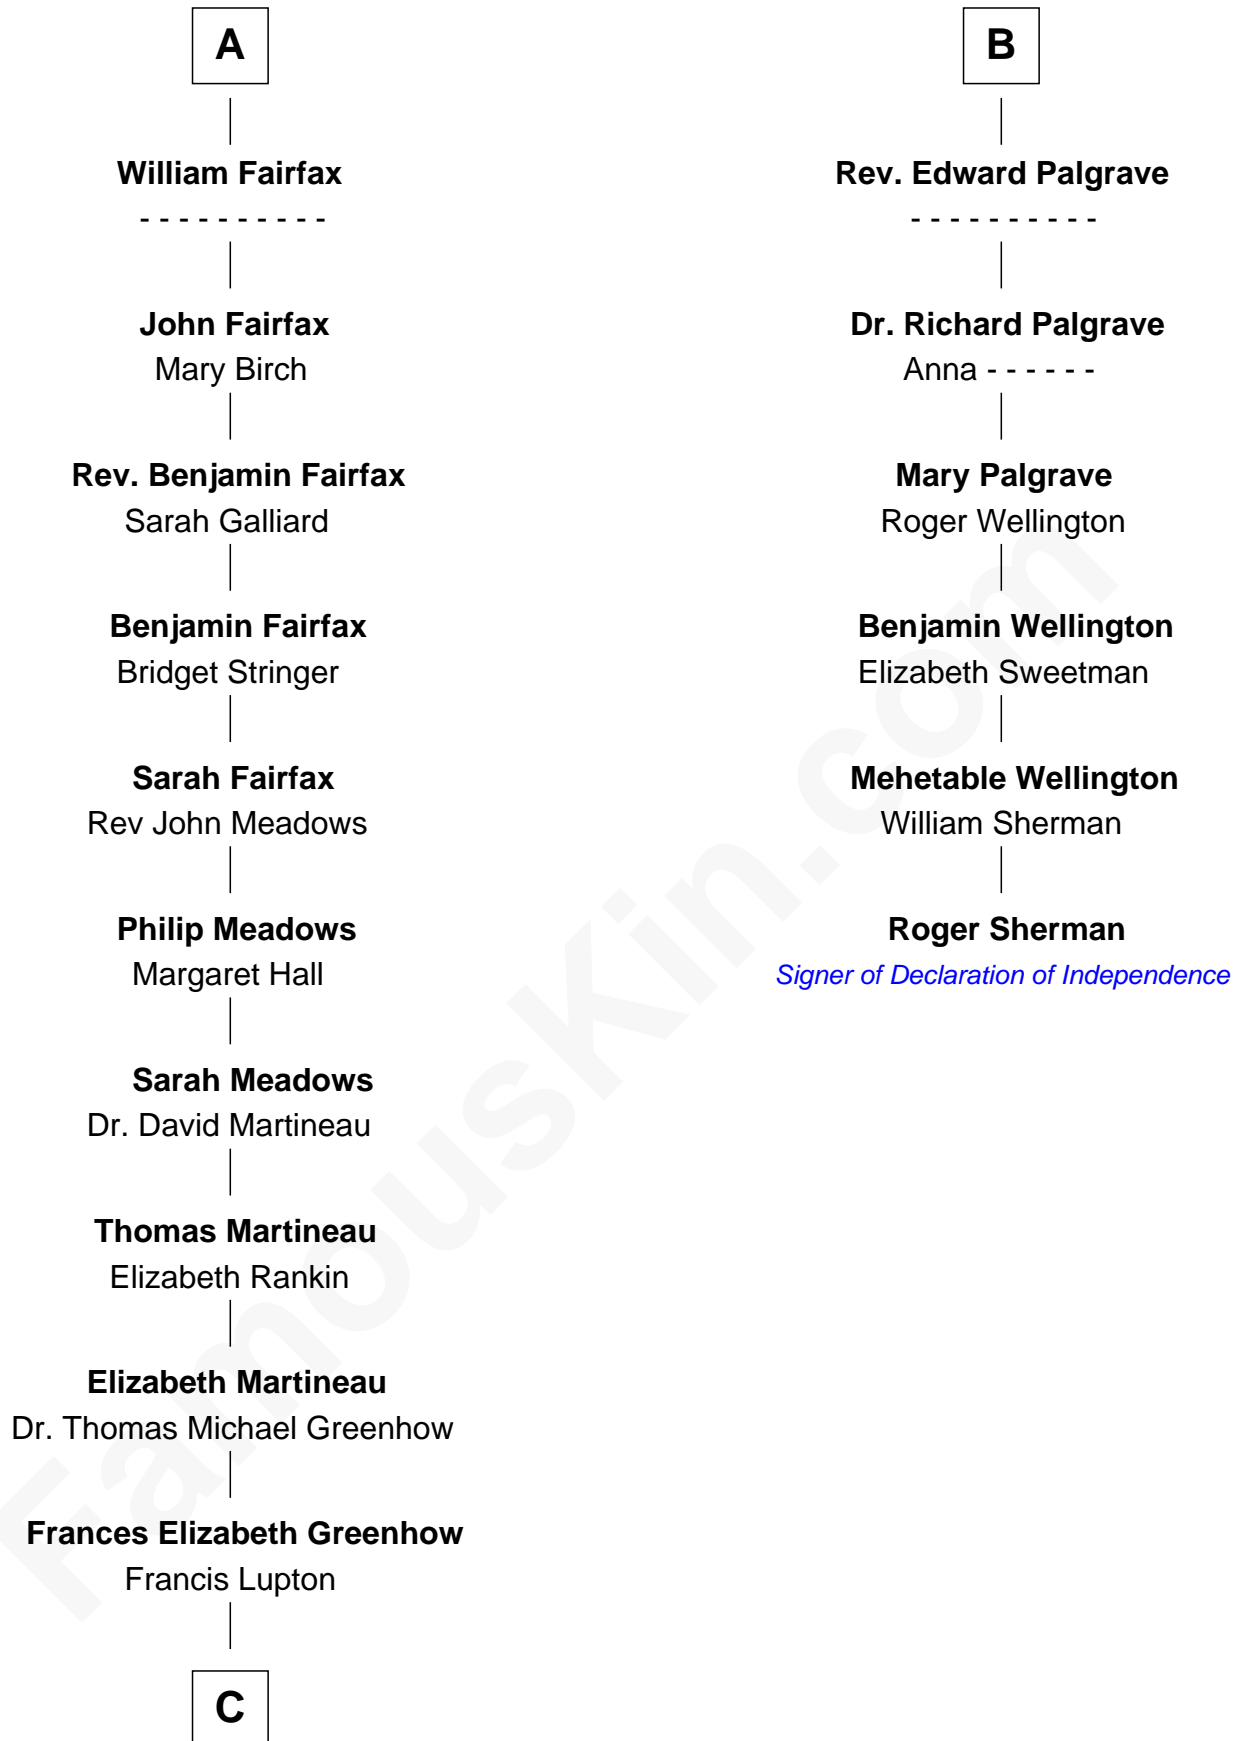 A
William Fairfax
- - - - - - - - - -
John Fairfax
Mary Birch
Rev. Benjamin Fairfax
Sarah Galliard
Benjamin Fairfax
Bridget Stringer
Sarah Fairfax
Rev John Meadows
Philip Meadows
Margaret Hall
Sarah Meadows
Dr. David Martineau
Thomas Martineau
Elizabeth Rankin
Elizabeth Martineau
Dr. Thomas Michael Greenhow
Frances Elizabeth Greenhow
Francis Lupton
C
B
Rev. Edward Palgrave
- - - - - - - - - -
Dr. Richard Palgrave
Anna - - - - - -
Mary Palgrave
Roger Wellington
Benjamin Wellington
Elizabeth Sweetman
Mehetable Wellington
William Sherman
Roger Sherman
Signer of Declaration of Independence
FamousKin.com